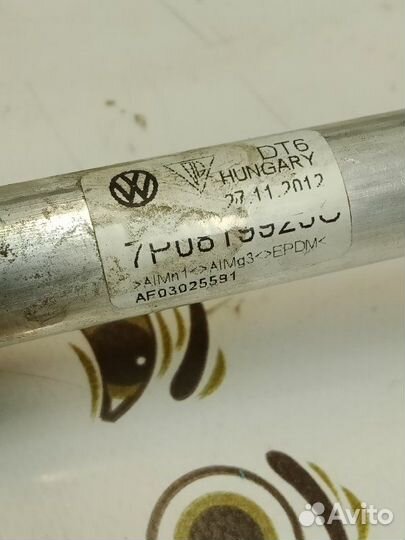 DT6
HUNGARY
27.11.2012
>AlMn1<>AlMg3<>EPDM<
AF03025591
Avito